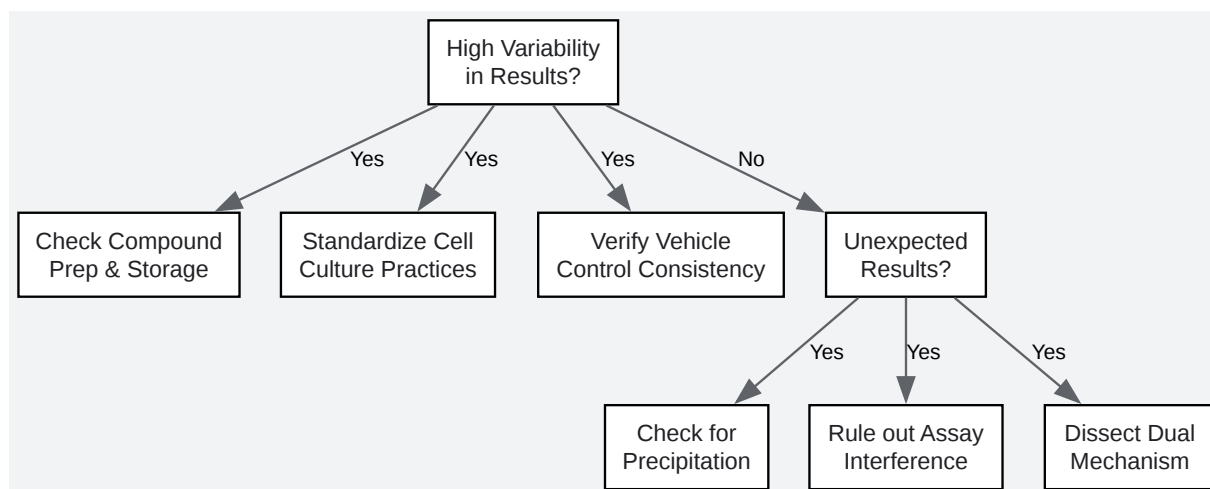 High Variability
in Results?
Yes
Yes
Yes
No
Check Compound
Prep & Storage
Standardize Cell
Culture Practices
Verify Vehicle
Control Consistency
Unexpected
Results?
Yes
Yes
Yes
Check for
Precipitation
Rule out Assay
Interference
Dissect Dual
Mechanism